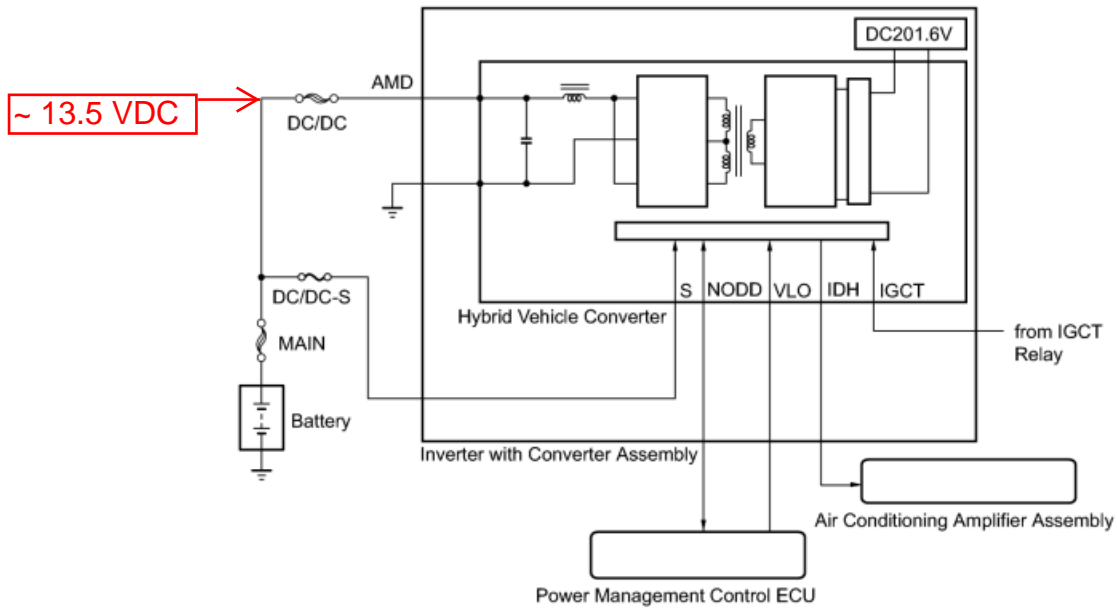 DC201.6V
AMD
~ 13.5 VDC
DC/DC
S
NODD
VLO
IDH
IGCT
DC/DC-S
Hybrid Vehicle Converter
from IGCT
Relay
MAIN
Battery
Inverter with Converter Assembly
Air Conditioning Amplifier Assembly
Power Management Control ECU